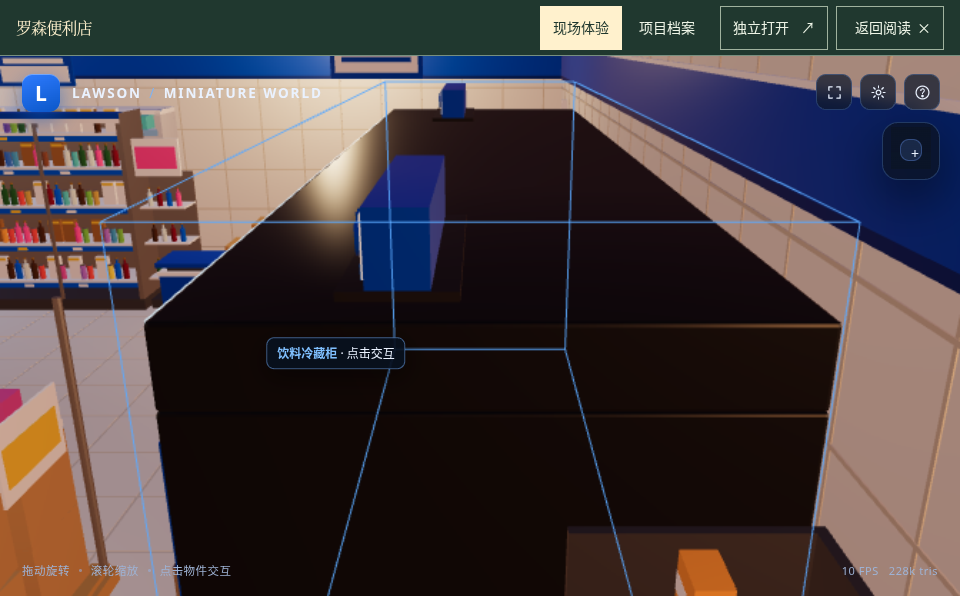 罗森便利店
现场体验
项目档案
独立打开 ↗
返回阅读 ×
L LAWSON MINIATURE WORLD
饮料冷藏柜 · 点击交互
拖动旋转 · 滚轮缩放 · 点击物件交互
10 FPS 228k tris